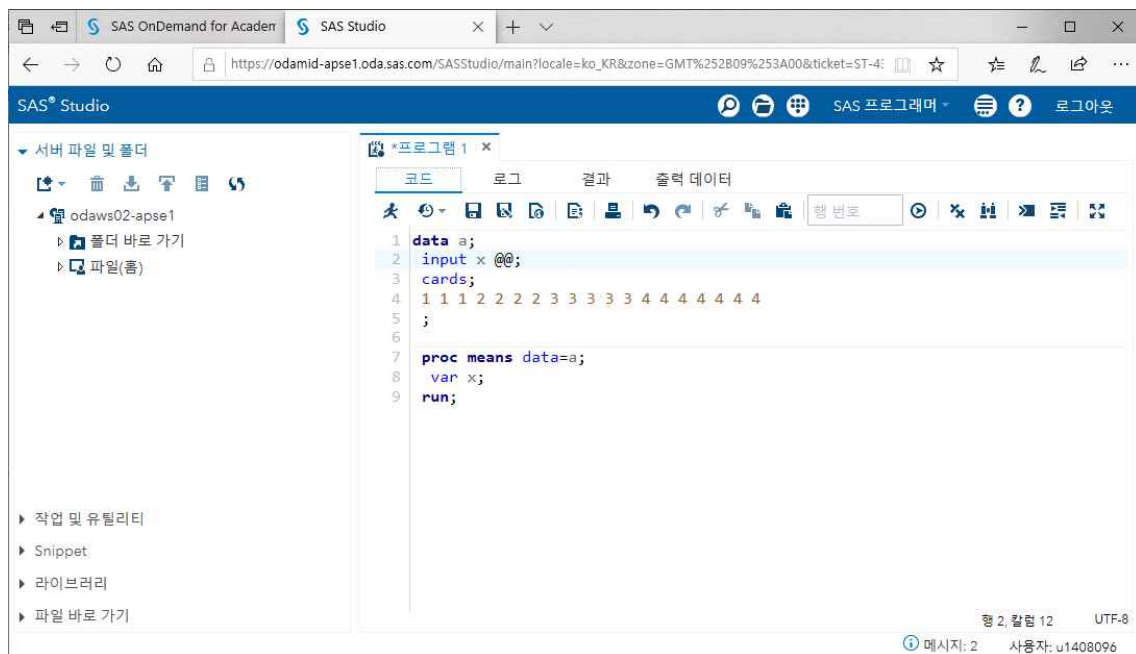 SAS OnDemand for Academ
SAS Studio
https://odamid-apse1.oda.sas.com/SASStudio/main?locale=ko_KR&zone=GMT%252B09%253A00&ticket=ST-4
SAS® Studio
SAS 프로그래머
로그아웃
서버 파일 및 폴더
odaws02-apse1
폴더 바로 가기
파일(홈)
작업 및 유틸리티
Snippet
라이브러리
파일 바로 가기
*프로그램 1
코드 로그 결과 출력 데이터
행 번호
1 data a;
2 input x @@;
3 cards;
4 1 1 1 2 2 2 2 3 3 3 3 3 4 4 4 4 4 4 4
5 ;
6
7 proc means data=a;
8 var x;
9 run;
행 2, 칼럼 12 UTF-8
메시지: 2 사용자: u1408096